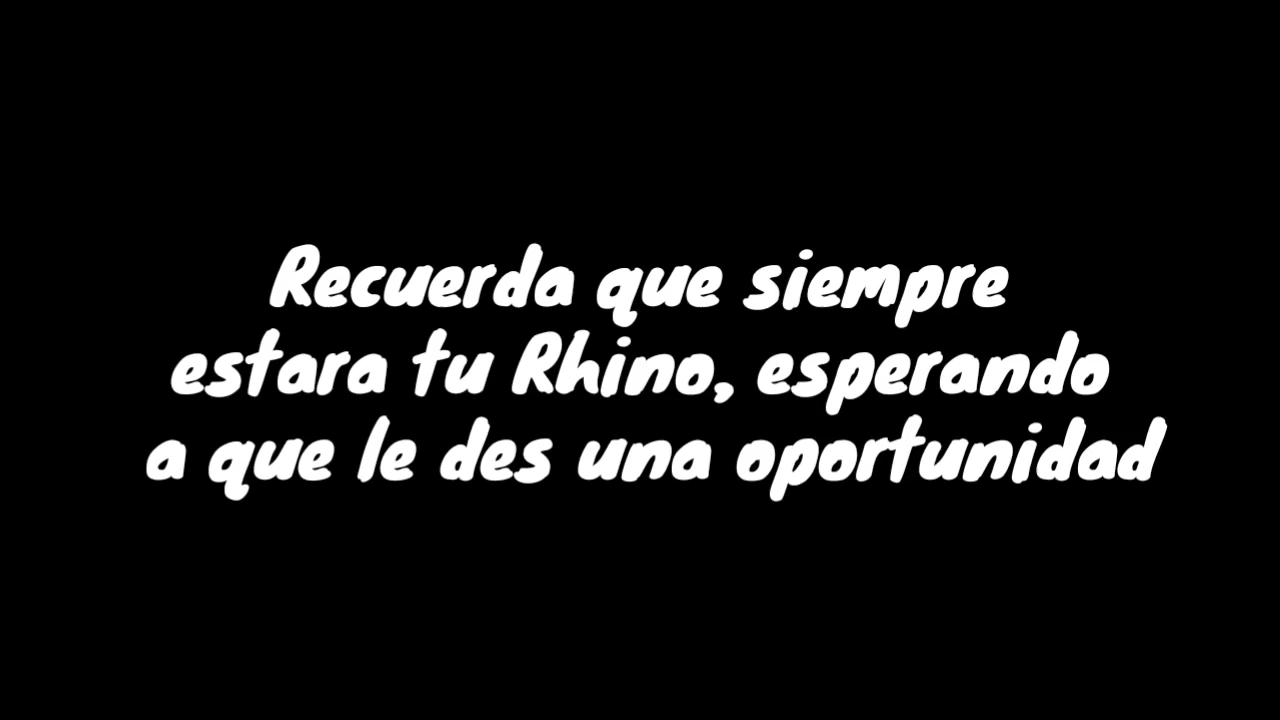 Recuerda que siempre
estara tu Rhino, esperando
a que le des una oportunidad